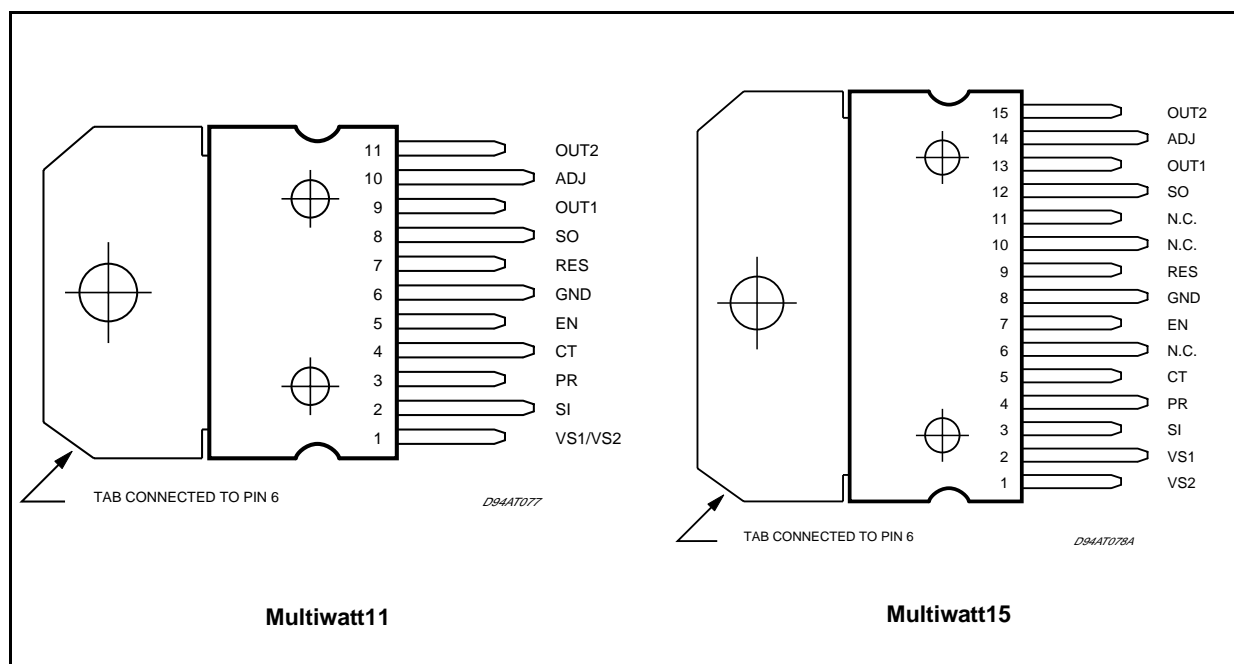 11 OUT2
10 ADJ
9 OUT1
8 SO
7 RES
6 GND
5 EN
4 CT
3 PR
2 SI
1 VS1/VS2
TAB CONNECTED TO PIN 6
D94AT077
Multiwatt11
15 OUT2
14 ADJ
13 OUT1
12 SO
11 N.C.
10 N.C.
9 RES
8 GND
7 EN
6 N.C.
5 CT
4 PR
3 SI
2 VS1
1 VS2
TAB CONNECTED TO PIN 6
D94AT078A
Multiwatt15